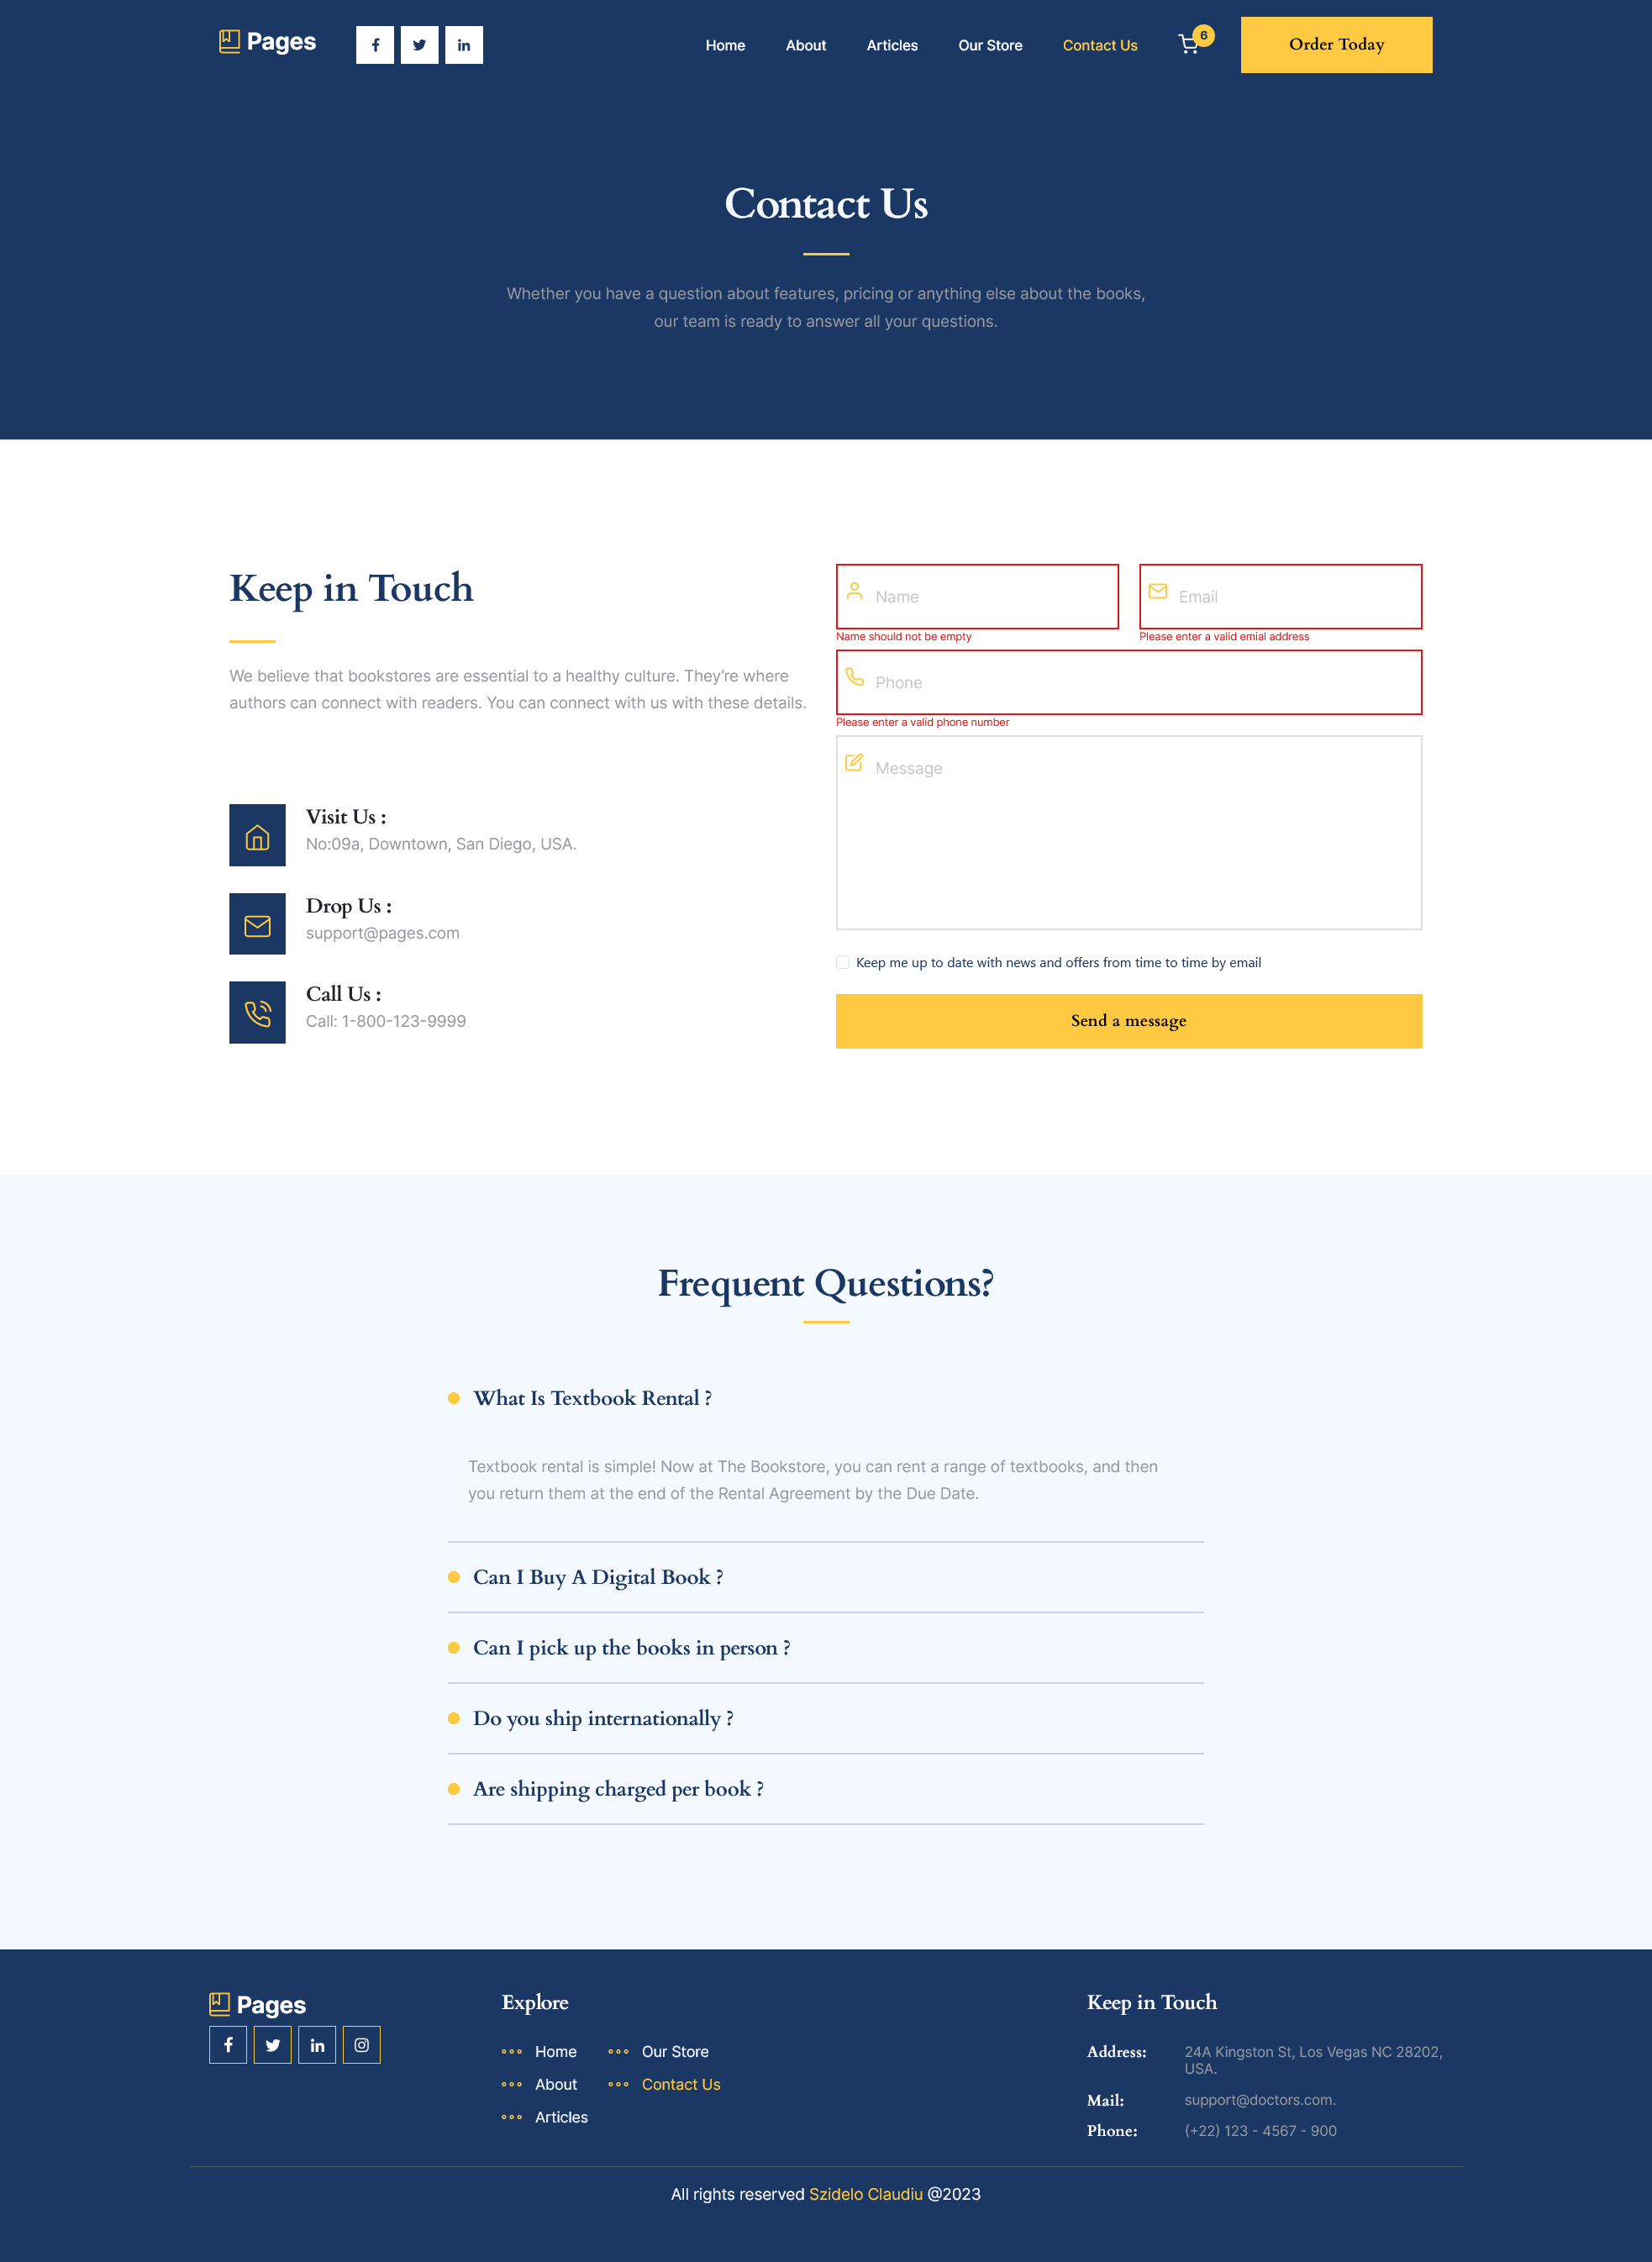 Pages
Home
About
Articles
Our Store
Contact Us
6
Order Today
Contact Us
Whether you have a question about features, pricing or anything else about the books,
our team is ready to answer all your questions.
Keep in Touch
We believe that bookstores are essential to a healthy culture. They’re where
authors can connect with readers. You can connect with us with these details.
Visit Us :
No:09a, Downtown, San Diego, USA.
Drop Us :
support@pages.com
Call Us :
Call: 1-800-123-9999
Name
Name should not be empty
Email
Please enter a valid emial address
Phone
Please enter a valid phone number
Message
Keep me up to date with news and offers from time to time by email
Send a message
Frequent Questions?
What Is Textbook Rental ?
Textbook rental is simple! Now at The Bookstore, you can rent a range of textbooks, and then
you return them at the end of the Rental Agreement by the Due Date.
Can I Buy A Digital Book ?
Can I pick up the books in person ?
Do you ship internationally ?
Are shipping charged per book ?
Pages
Explore
Home
About
Articles
Our Store
Contact Us
Keep in Touch
Address:
24A Kingston St, Los Vegas NC 28202,
USA.
Mail:
support@doctors.com.
Phone:
(+22) 123 - 4567 - 900
All rights reserved Szidelo Claudiu @2023